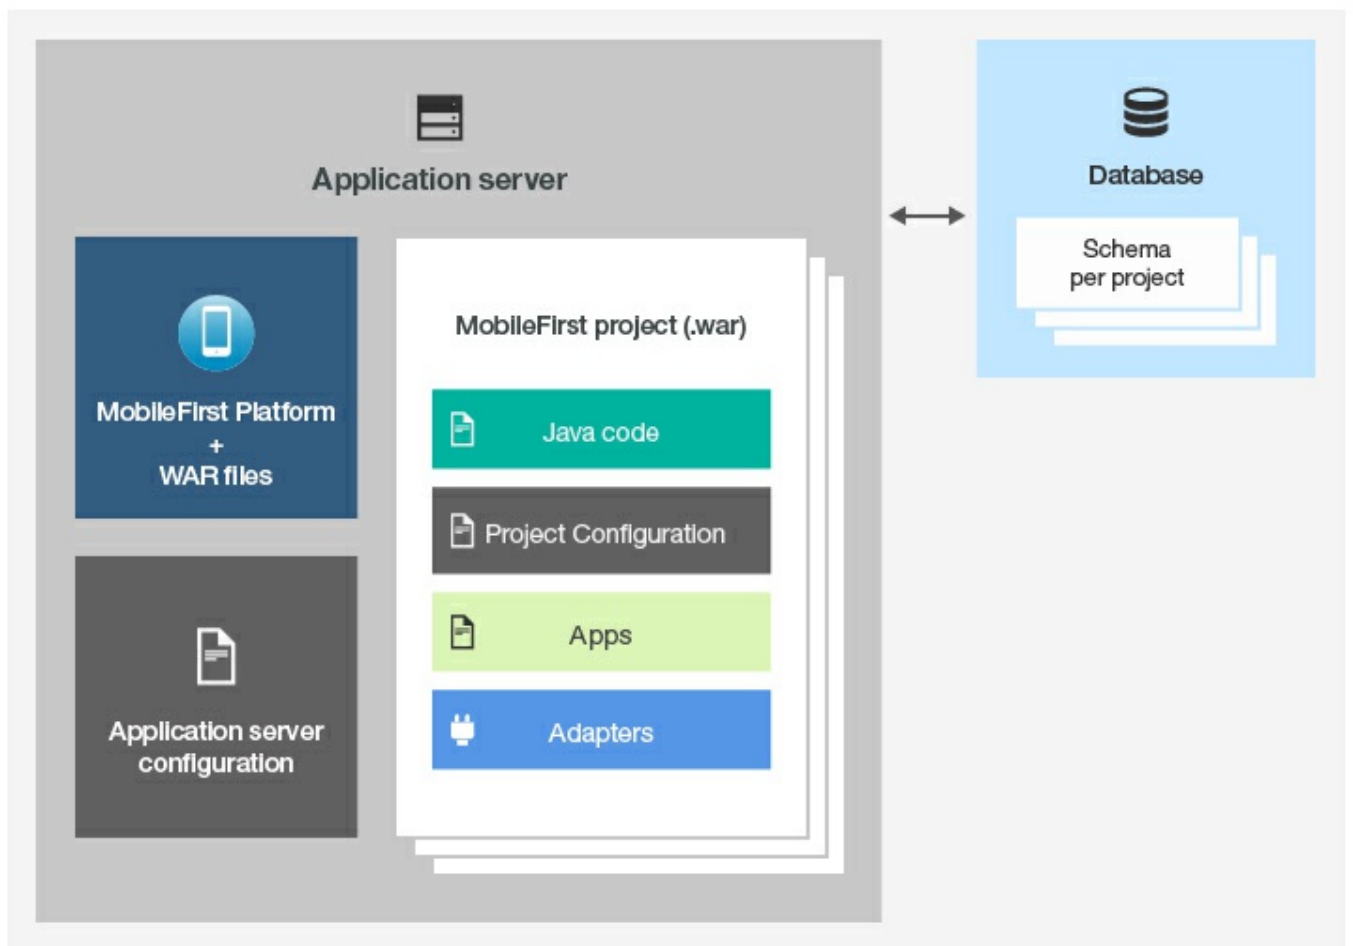 Application server
MobileFirst Platform
+
WAR files
Application server
configuration
MobileFirst project (.war)
Java code
Project Configuration
Apps
Adapters
Database
Schema
per project